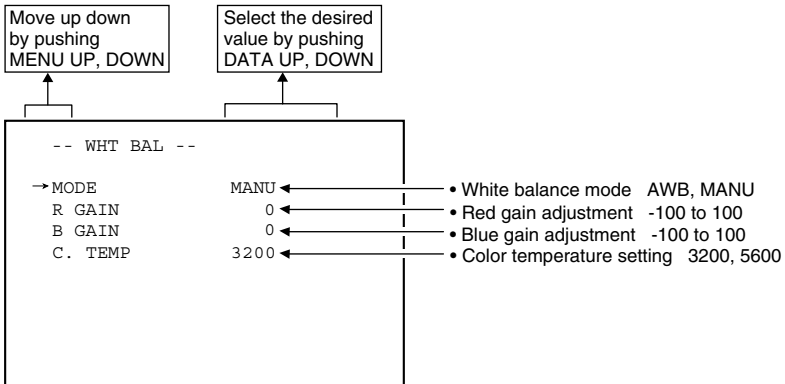 Move up down
by pushing
MENU UP, DOWN
Select the desired
value by pushing
DATA UP, DOWN
-- WHT BAL --
→MODE MANU
R GAIN 0
B GAIN 0
C. TEMP 3200
• White balance mode AWB, MANU
• Red gain adjustment -100 to 100
• Blue gain adjustment -100 to 100
• Color temperature setting 3200, 5600